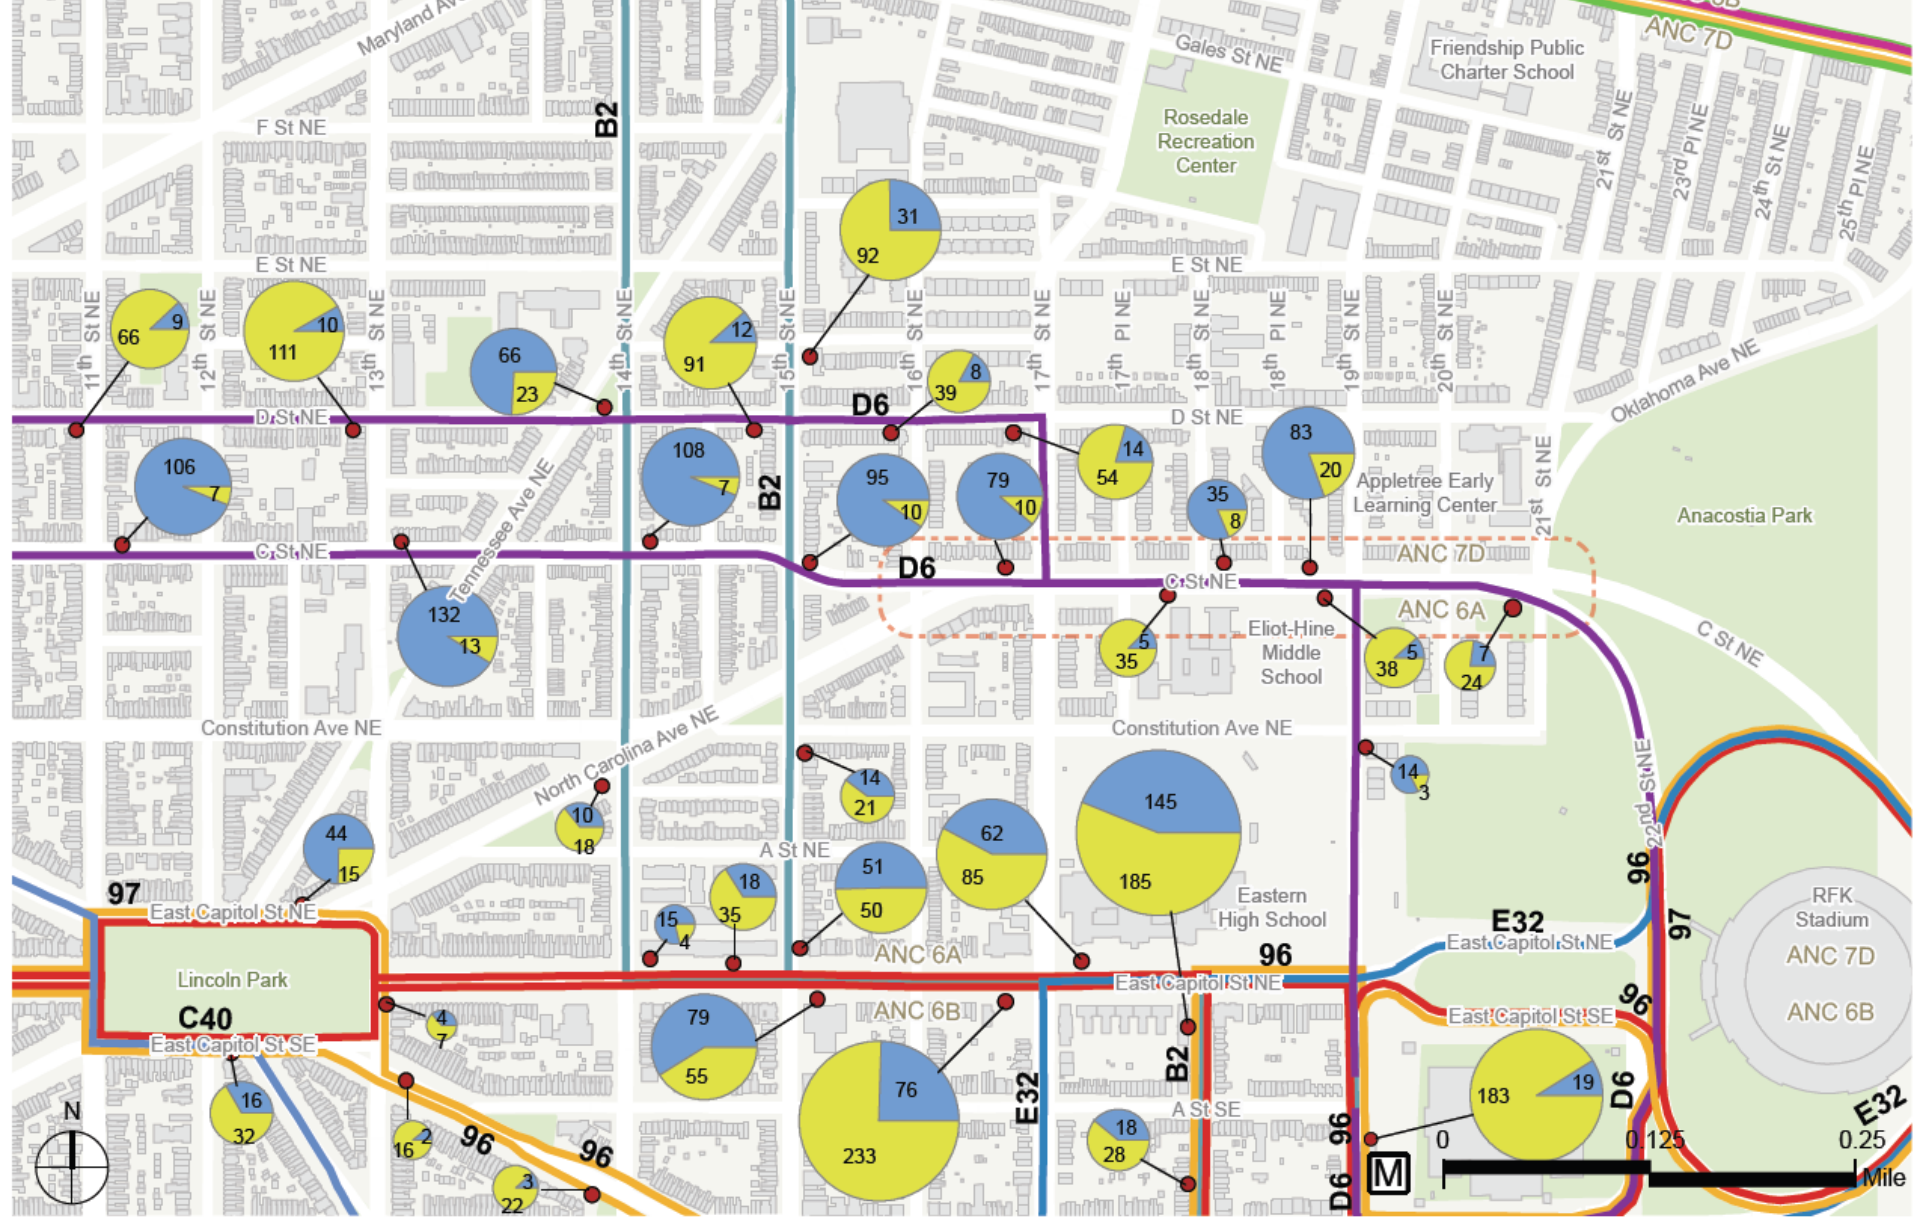 Maryland Ave
B2
Gales St NE
Friendship Public
Charter School
ANC 7D
Rosedale
Recreation
Center
21st St NE
23rd Pl NE
24th St NE
25th Pl NE
F St NE
E St NE
E St NE
31
92
66
9
10
111
66
23
12
91
8
39
11th St NE
12th St NE
13th St NE
14th St NE
15th St NE
16th St NE
17th St NE
17th Pl NE
18th St NE
18th Pl NE
19th St NE
20th St NE
Oklahoma Ave NE
D6
D St NE
D St NE
106
7
108
7
B2
95
10
79
10
14
54
35
8
83
20
Appletree Early
Learning Center
21st St NE
Anacostia Park
Tennessee Ave NE
C St NE
D6
C St NE
ANC 7D
ANC 6A
C St NE
132
13
5
35
Eliot-Hine
Middle
School
5
38
7
24
Constitution Ave NE
North Carolina Ave NE
Constitution Ave NE
22nd St NE
14
3
14
21
10
18
145
185
62
85
44
15
A St NE
51
50
18
35
15
4
97
East Capitol St NE
Eastern
High School
96
97
RFK
Stadium
ANC 7D
ANC 6B
E32
East Capitol St NE
96
ANC 6A
East Capitol St NE
Lincoln Park
C40
East Capitol St SE
ANC 6B
4
7
79
55
76
233
96
East Capitol St SE
B2
E32
A St SE
18
28
183
19
D6
E32
16
32
2
16
96
96
3
22
96
D6
M
N
0
0.125
0.25
Mile